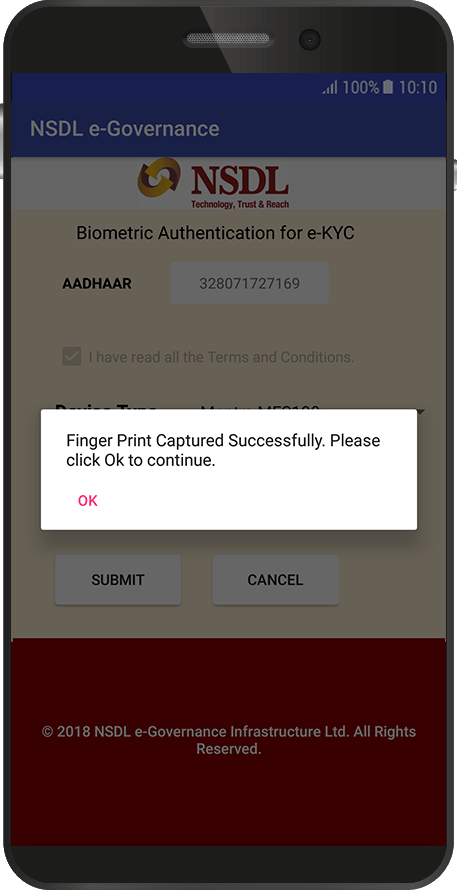 100% 10:10
NSDL e-Governance
NSDL
Technology, Trust & Reach
Biometric Authentication for e-KYC
AADHAAR 328071727169
I have read all the Terms and Conditions.
Device Type Mantra MFS100
Finger Print Captured Successfully. Please
click Ok to continue.
OK
SUBMIT CANCEL
© 2018 NSDL e-Governance Infrastructure Ltd. All Rights
Reserved.